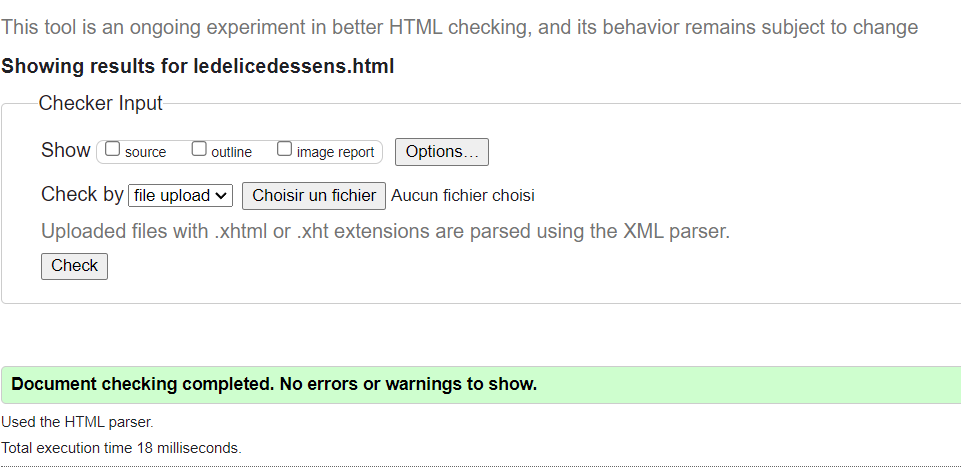 This tool is an ongoing experiment in better HTML checking, and its behavior remains subject to change
Showing results for ledelicedessens.html
Checker Input
Show source outline image report Options…
Check by file upload Choisir un fichier Aucun fichier choisi
Uploaded files with .xhtml or .xht extensions are parsed using the XML parser.
Check
Document checking completed. No errors or warnings to show.
Used the HTML parser.
Total execution time 18 milliseconds.